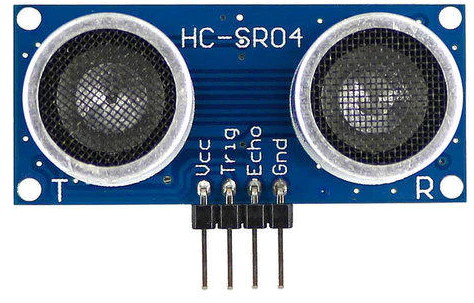 HC-SR04
Vcc
Trig
Echo
Gnd
T
R